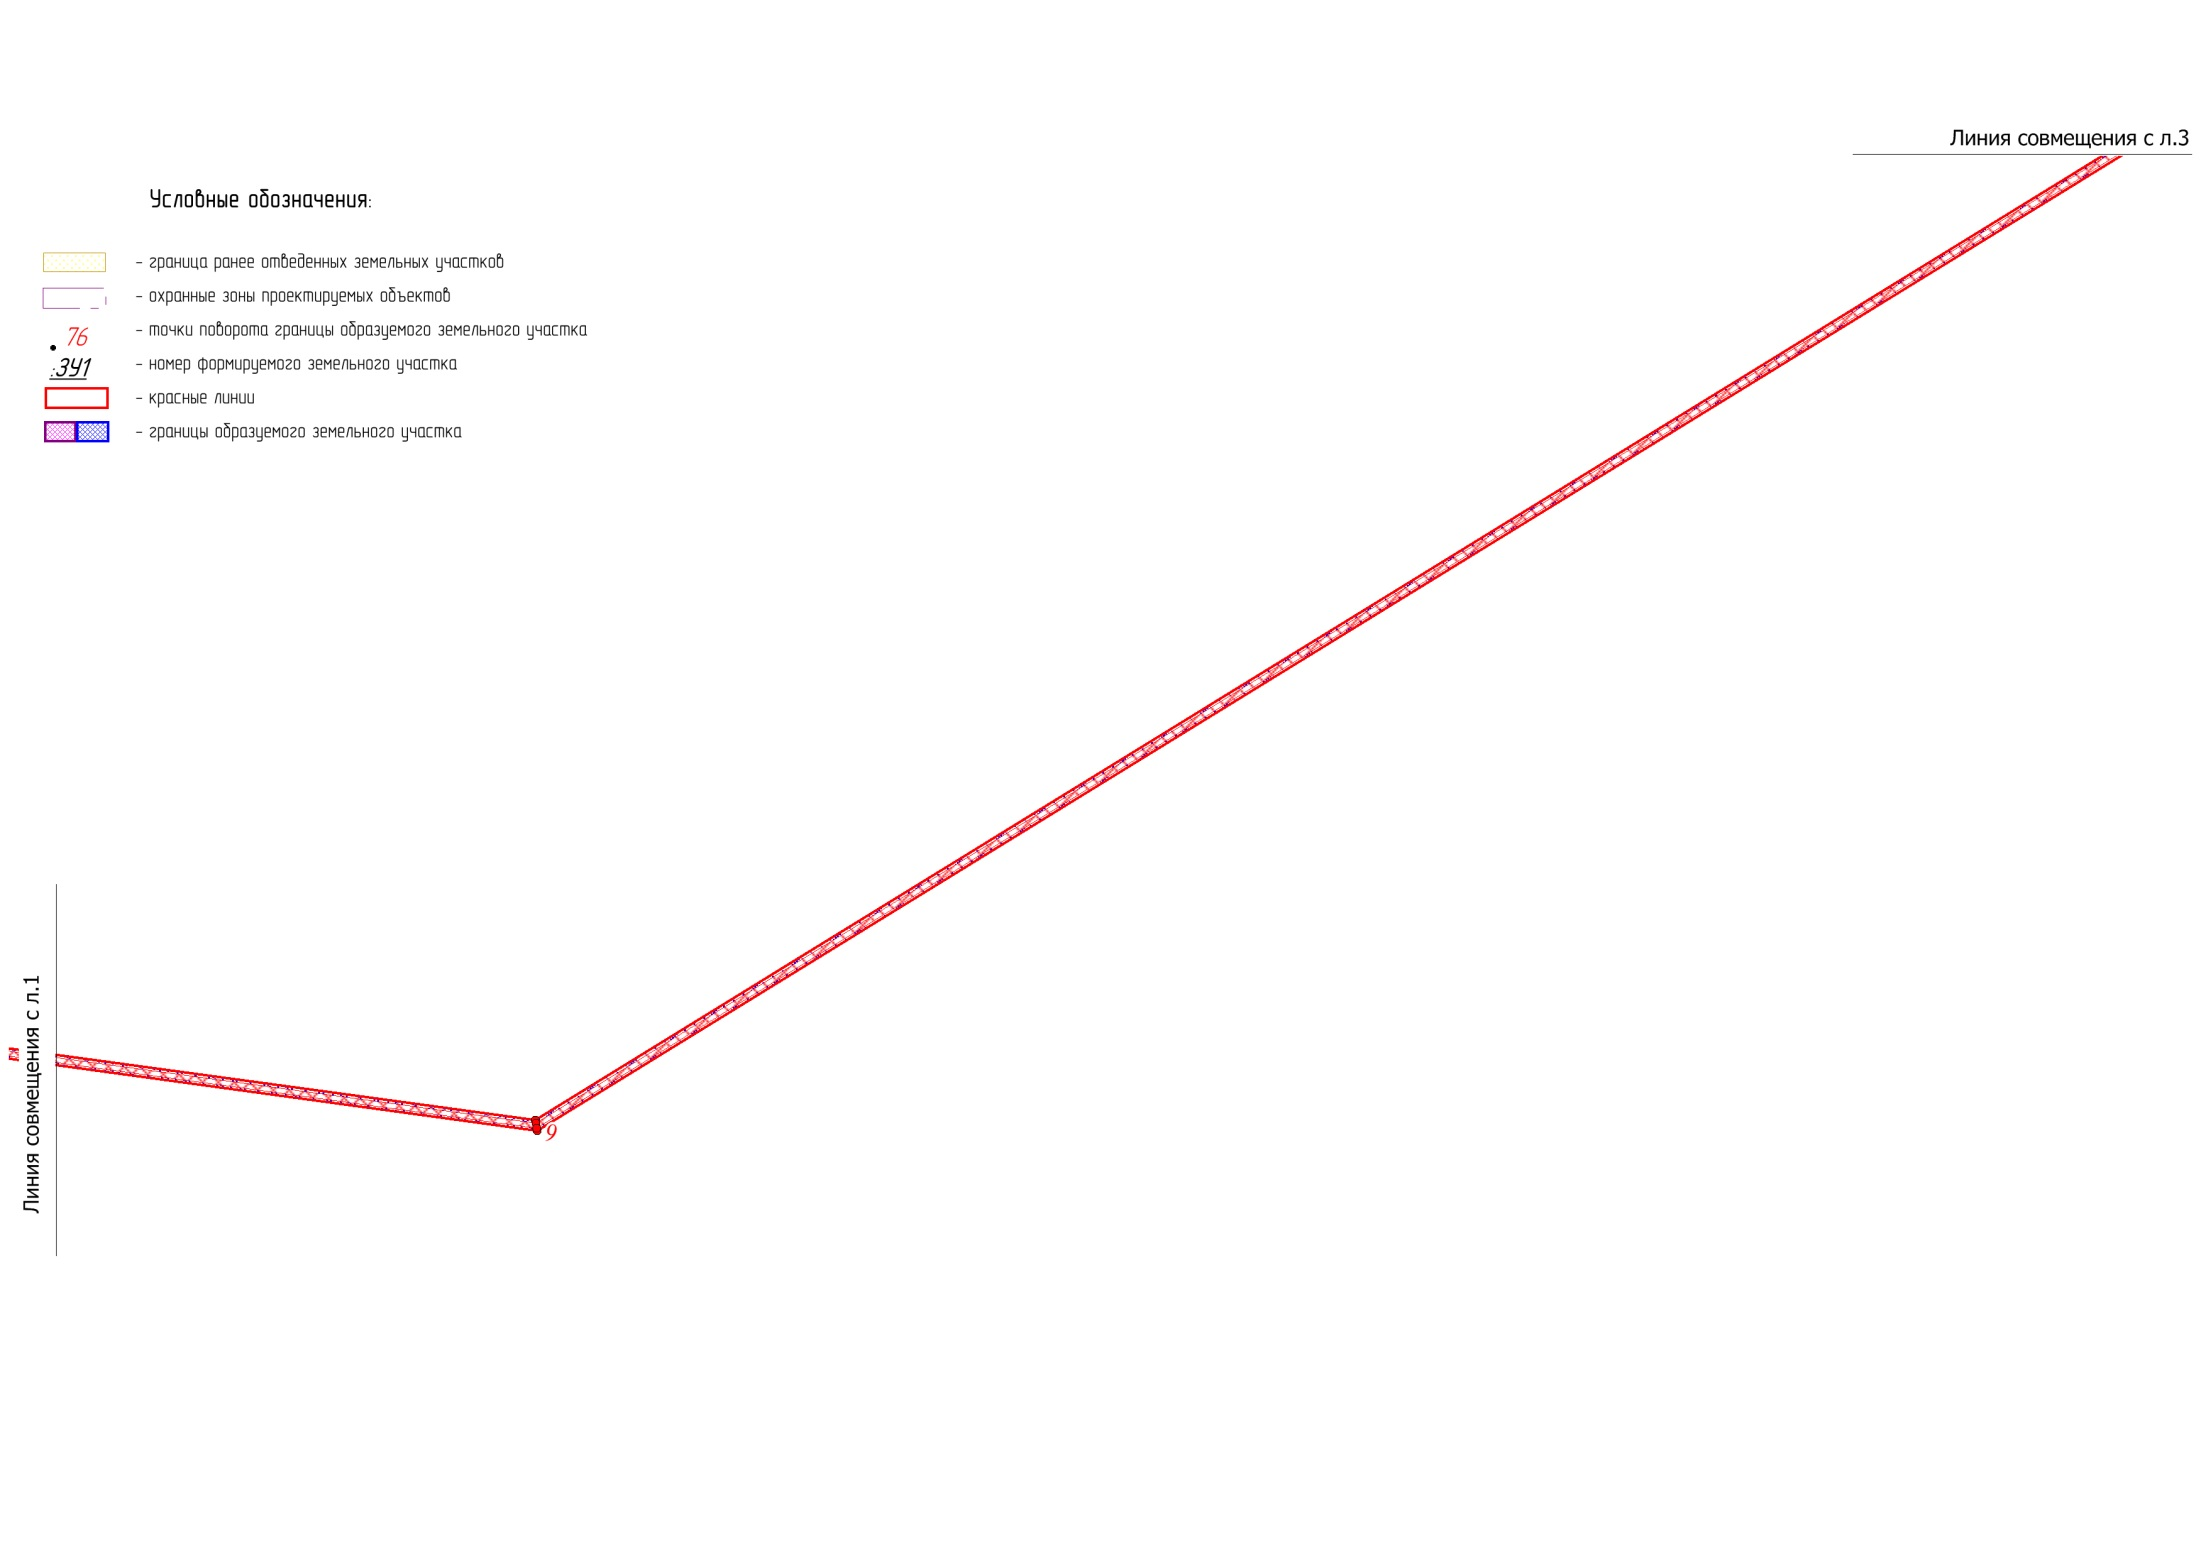 Линия совмещения с л.3
Условные обозначения:
- граница ранее отведенных земельных участков
- охранные зоны проектируемых объектов
76
- точки поворота границы образуемого земельного участка
:ЗУ1
- номер формируемого земельного участка
- красные линии
- границы образуемого земельного участка
Линия совмещения с л.1
9